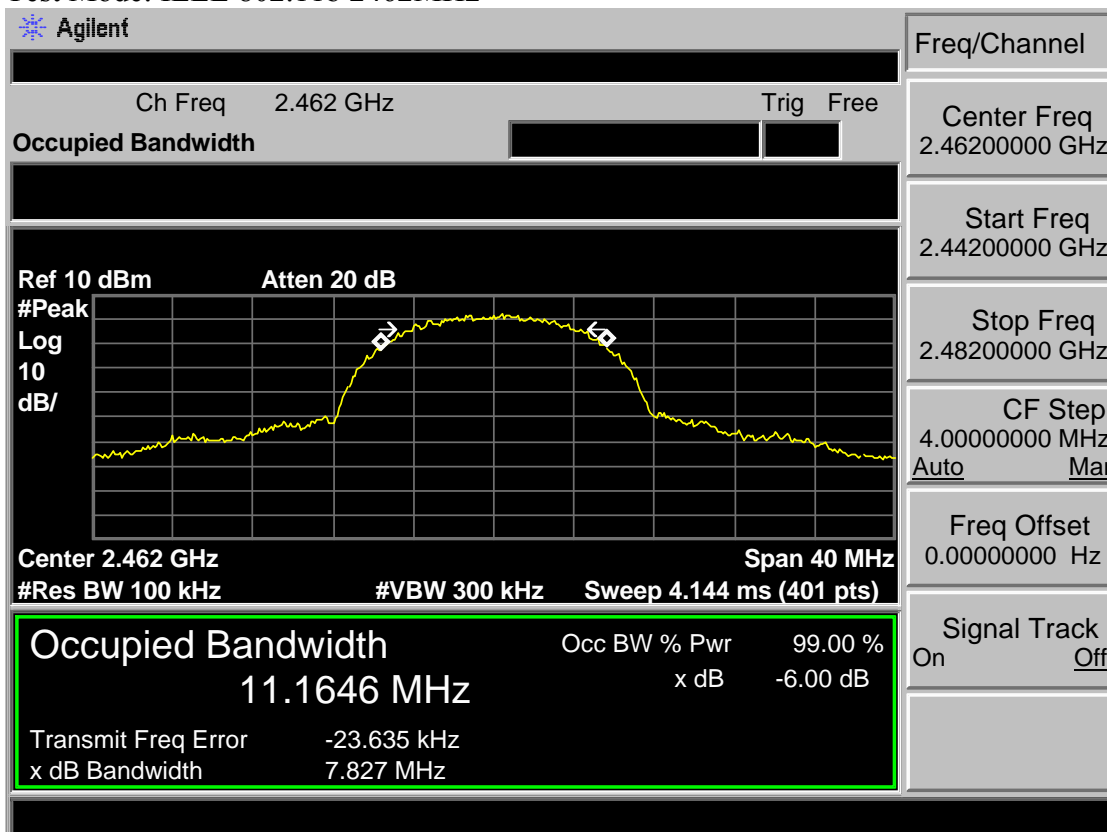 Agilent
Freq/Channel
Ch Freq 2.462 GHz Trig Free
Occupied Bandwidth
Center Freq
2.46200000 GHz
Start Freq
2.44200000 GHz
Stop Freq
2.48200000 GHz
CF Step
4.00000000 MHz
Auto Man
Freq Offset
0.00000000 Hz
Signal Track
On Off
Ref 10 dBm Atten 20 dB
#Peak
Log
10
dB/
Center 2.462 GHz Span 40 MHz
#Res BW 100 kHz #VBW 300 kHz Sweep 4.144 ms (401 pts)
Occupied Bandwidth
11.1646 MHz
Occ BW % Pwr 99.00 %
x dB -6.00 dB
Transmit Freq Error -23.635 kHz
x dB Bandwidth 7.827 MHz